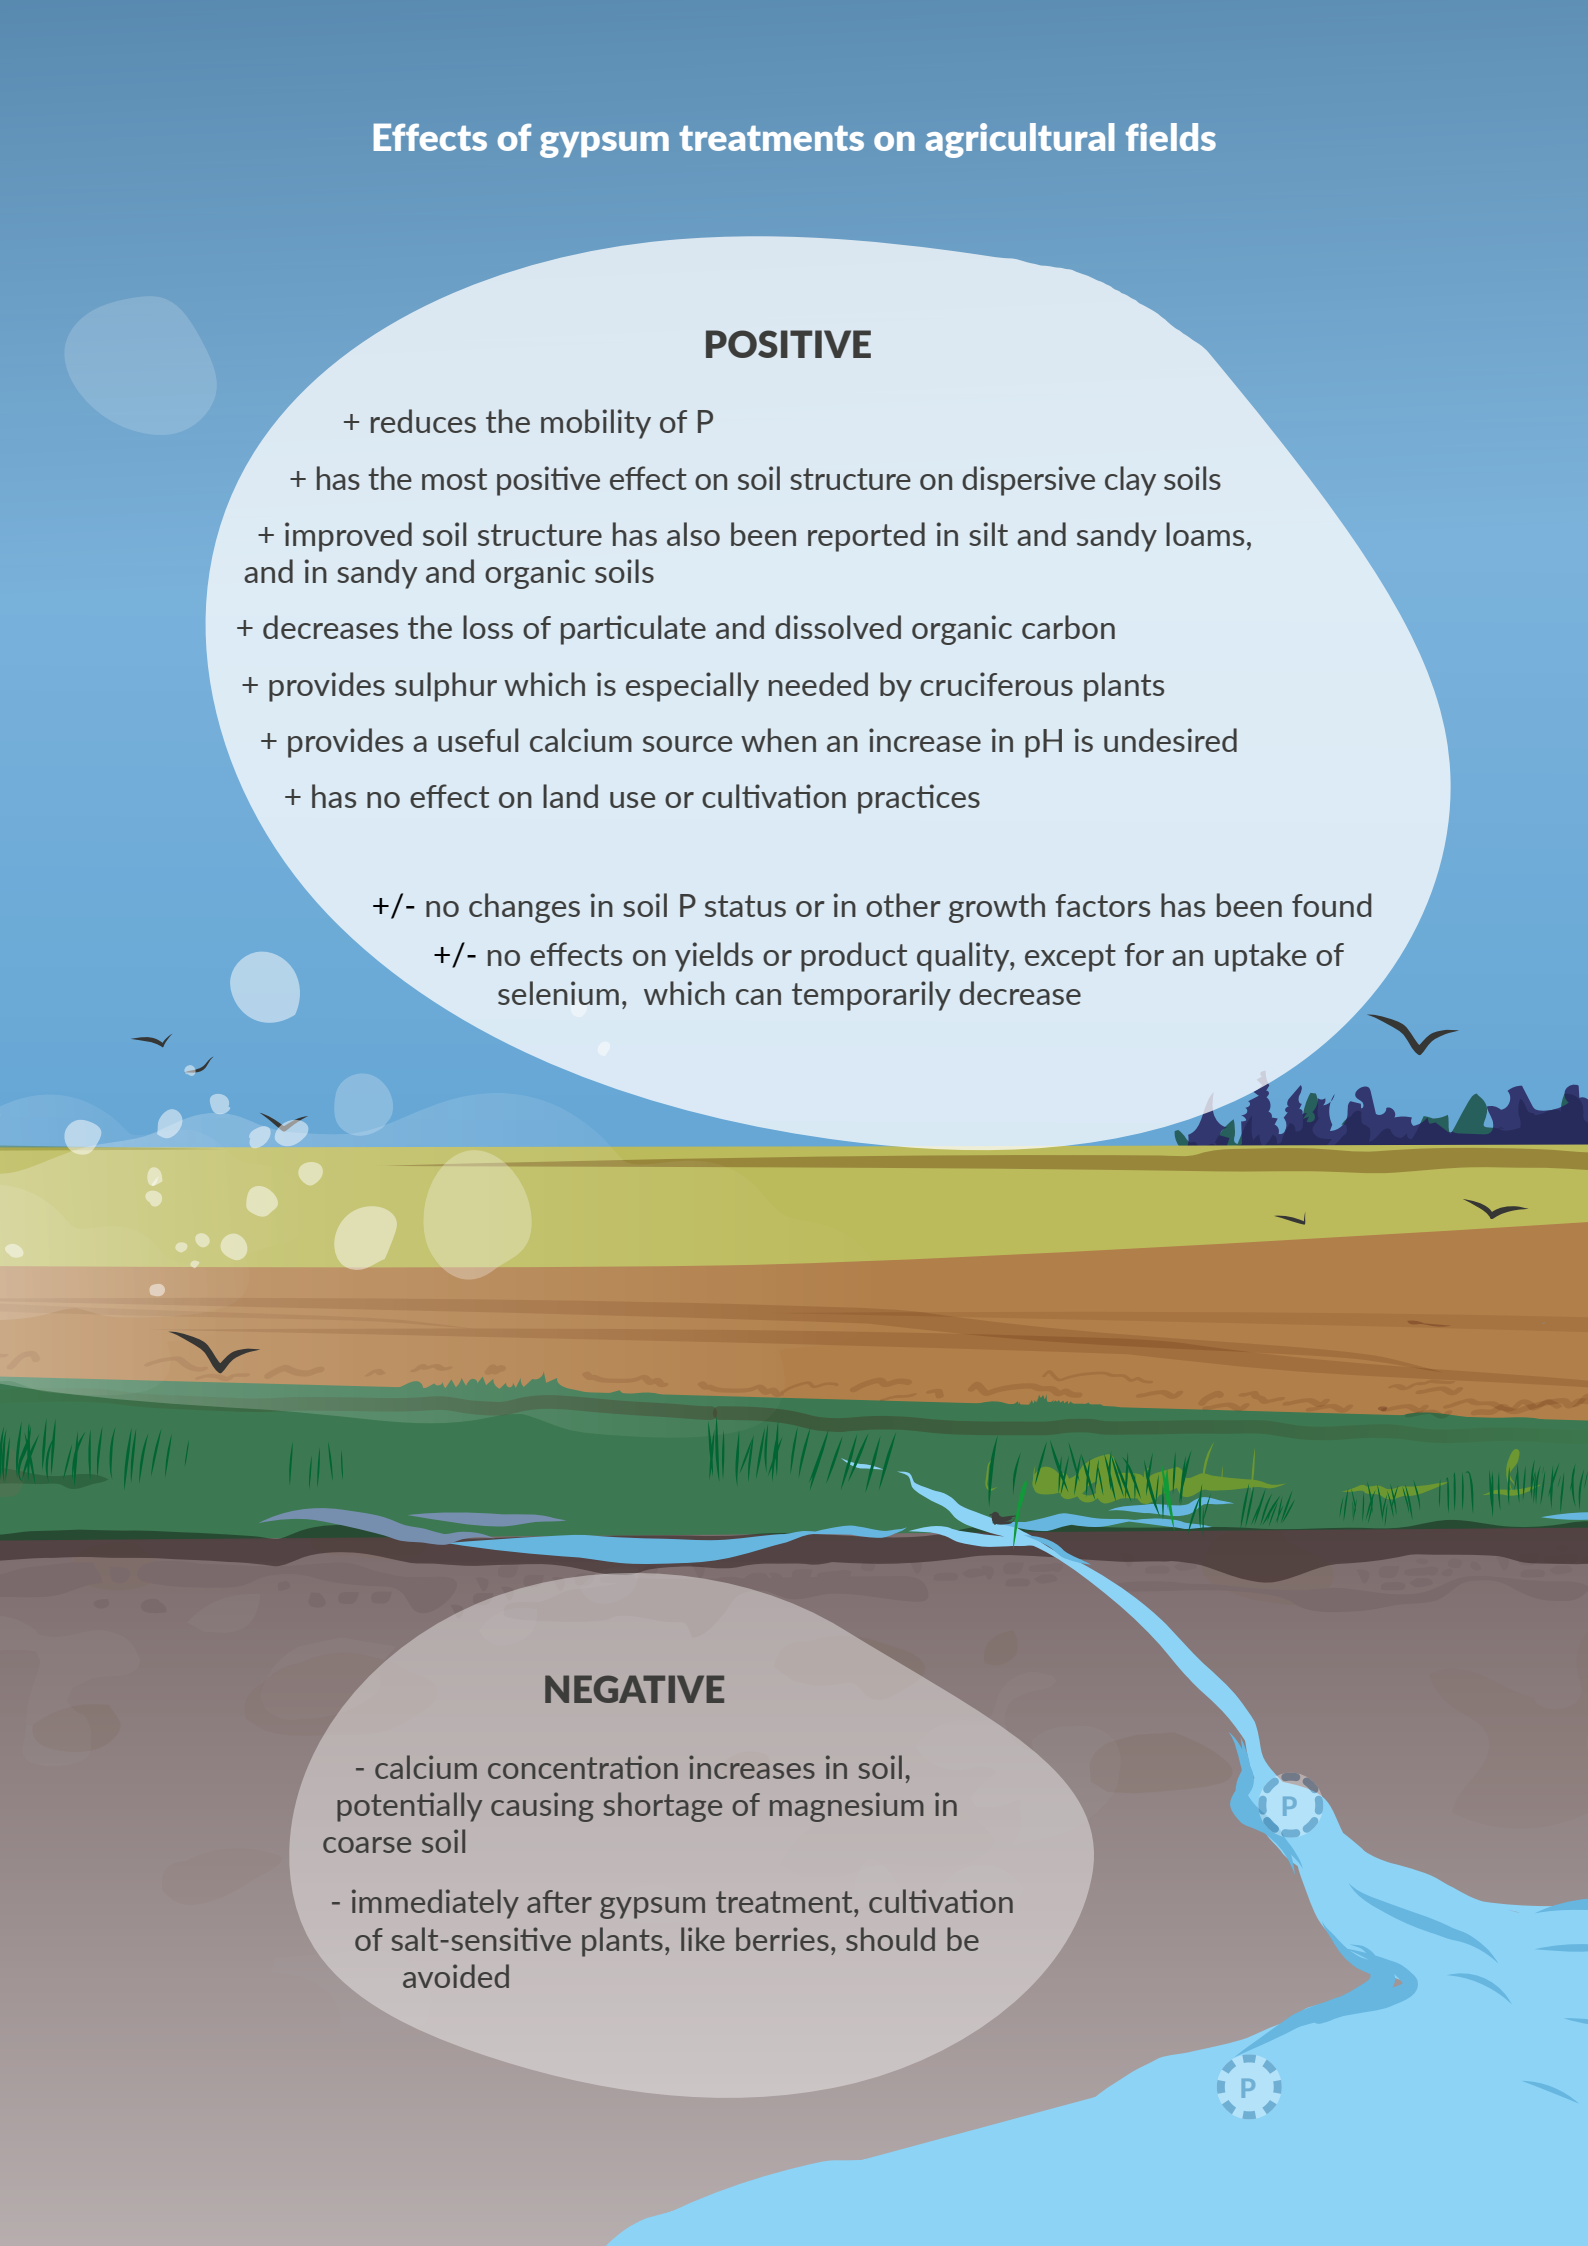 Effects of gypsum treatments on agricultural fields
POSITIVE
+ reduces the mobility of P
+ has the most positive effect on soil structure on dispersive clay soils
+ improved soil structure has also been reported in silt and sandy loams,
and in sandy and organic soils
+ decreases the loss of particulate and dissolved organic carbon
+ provides sulphur which is especially needed by cruciferous plants
+ provides a useful calcium source when an increase in pH is undesired
+ has no effect on land use or cultivation practices
+/- no changes in soil P status or in other growth factors has been found
+/- no effects on yields or product quality, except for an uptake of
selenium, which can temporarily decrease
NEGATIVE
- calcium concentration increases in soil,
potentially causing shortage of magnesium in
coarse soil
- immediately after gypsum treatment, cultivation
of salt-sensitive plants, like berries, should be
avoided
P
P